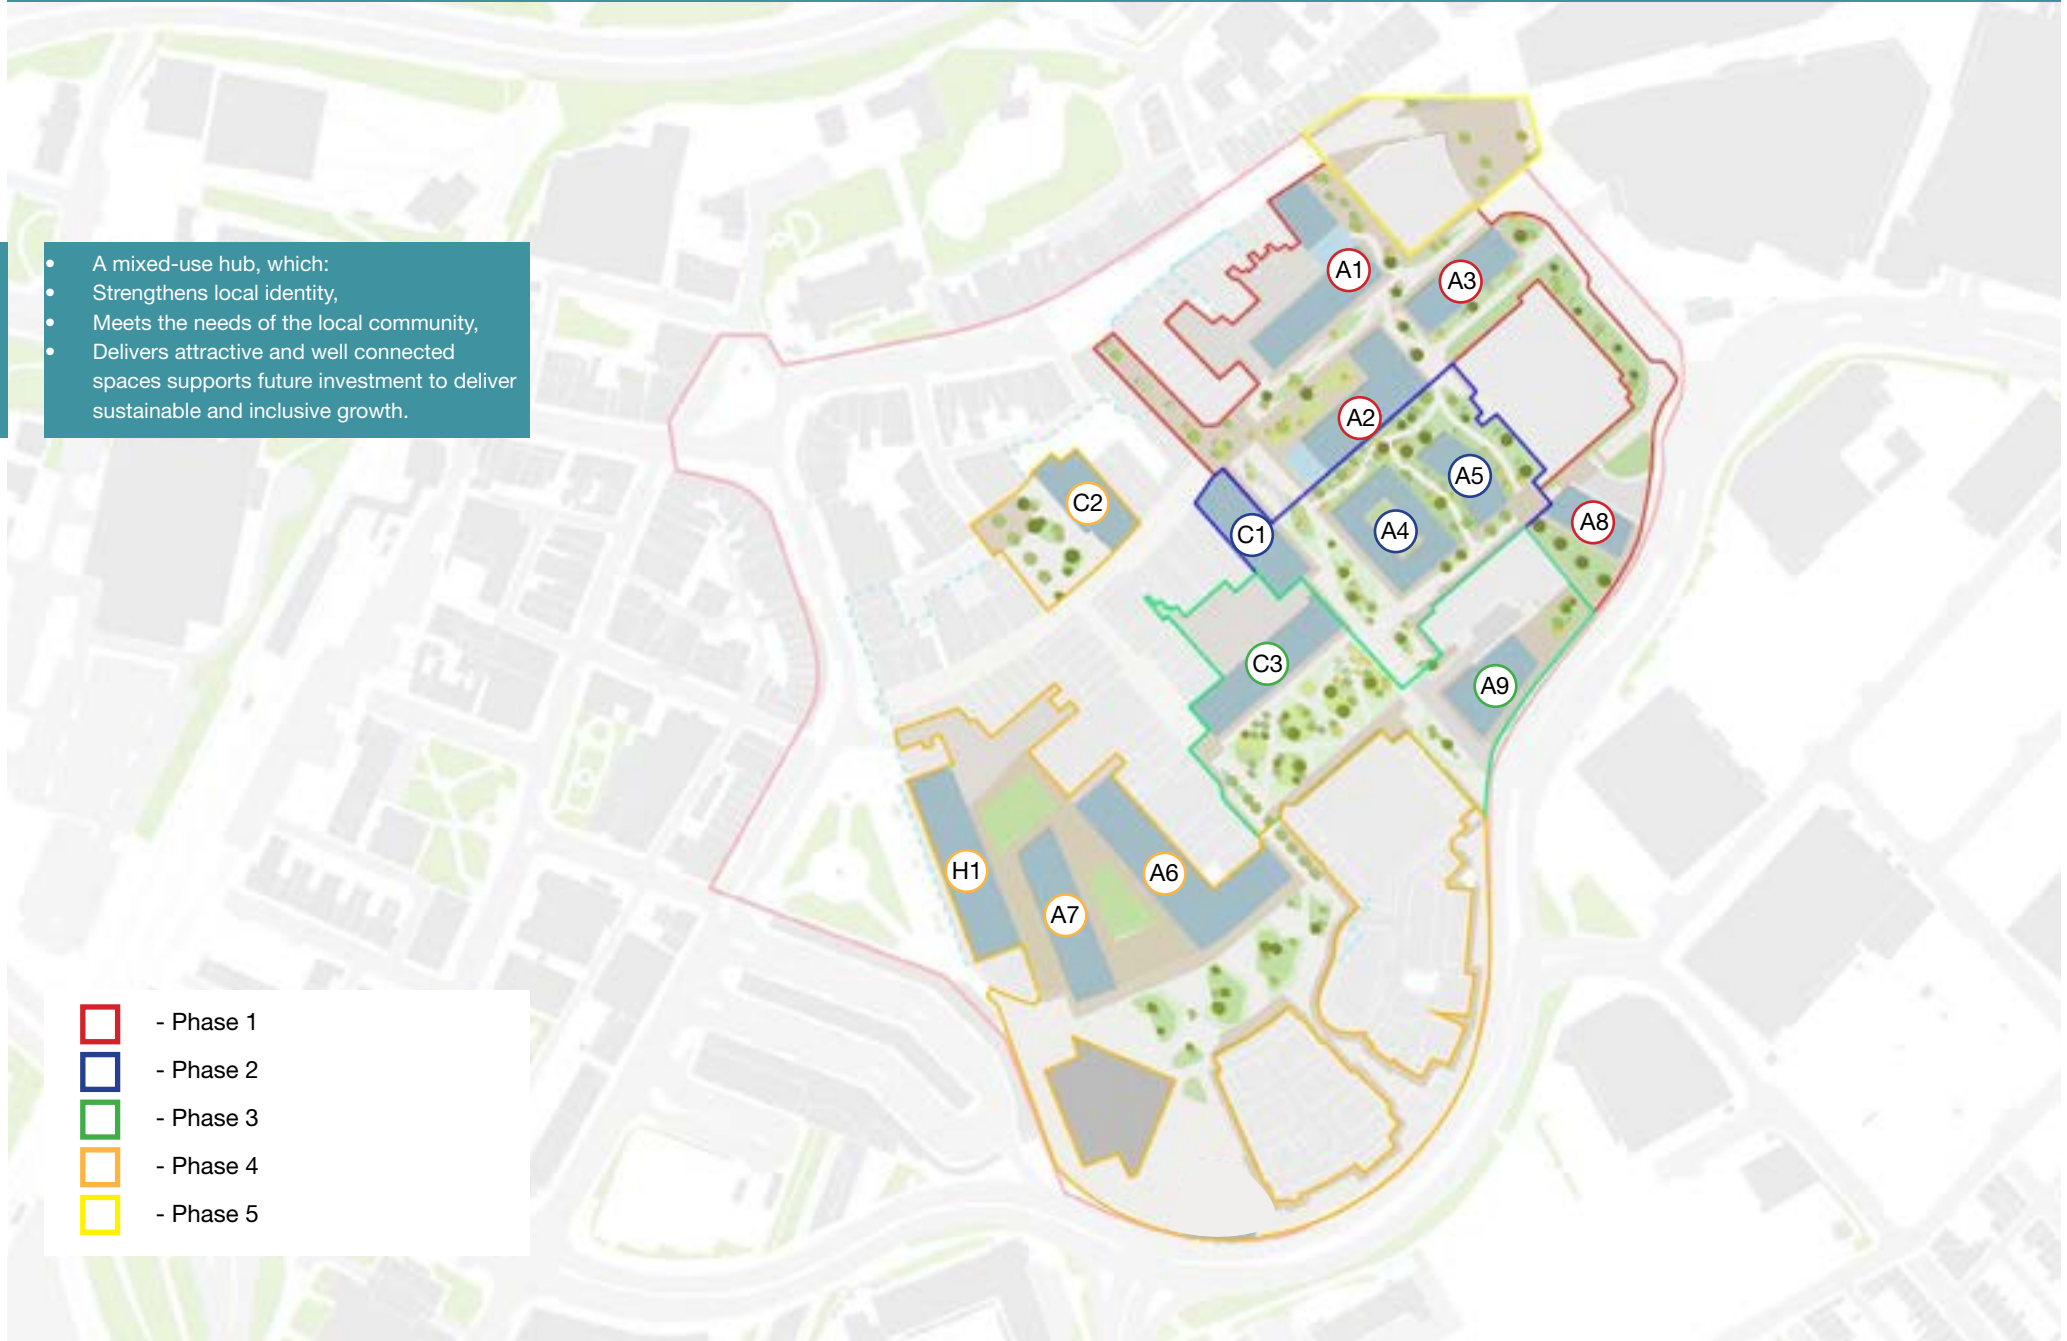 • A mixed-use hub, which:
• Strengthens local identity,
• Meets the needs of the local community,
• Delivers attractive and well connected
spaces supports future investment to deliver
sustainable and inclusive growth.
A1
A3
A2
A5
C2
A8
A4
C1
C3
A9
H1
A6
A7
- Phase 1
- Phase 2
- Phase 3
- Phase 4
- Phase 5